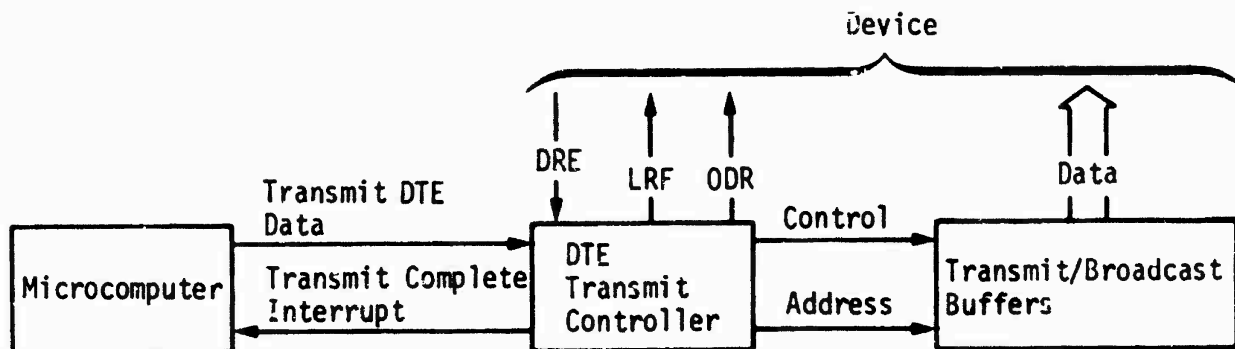 Device
DRE
LRF
ODR
Data
Transmit DTE
Data
Control
Microcomputer
Transmit Complete
Interrupt
DTE
Transmit
Controller
Address
Transmit/Broadcast
Buffers